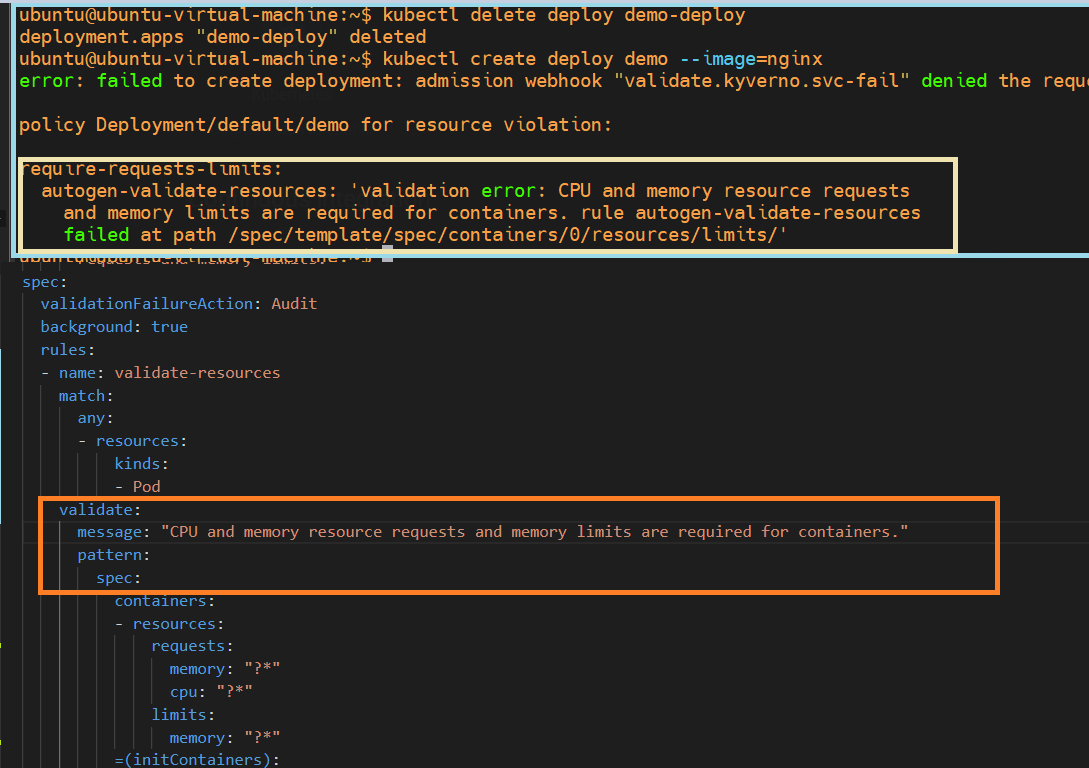 ubuntu@ubuntu-virtual-machine:~$ kubectl delete deploy demo-deploy
deployment.apps "demo-deploy" deleted
ubuntu@ubuntu-virtual-machine:~$ kubectl create deploy demo --image=nginx
error: failed to create deployment: admission webhook "validate.kyverno.svc-fail" denied the reque
policy Deployment/default/demo for resource violation:
require-requests-limits:
  autogen-validate-resources: 'validation error: CPU and memory resource requests
    and memory limits are required for containers. rule autogen-validate-resources
    failed at path /spec/template/spec/containers/0/resources/limits/'
ubuntu@ubuntu-virtual-machine:~$
spec:
  validationFailureAction: Audit
  background: true
  rules:
  - name: validate-resources
    match:
      any:
      - resources:
          kinds:
          - Pod
    validate:
      message: "CPU and memory resource requests and memory limits are required for containers."
      pattern:
        spec:
          containers:
          - resources:
              requests:
                memory: "?*"
                cpu: "?*"
              limits:
                memory: "?*"
          =(initContainers):